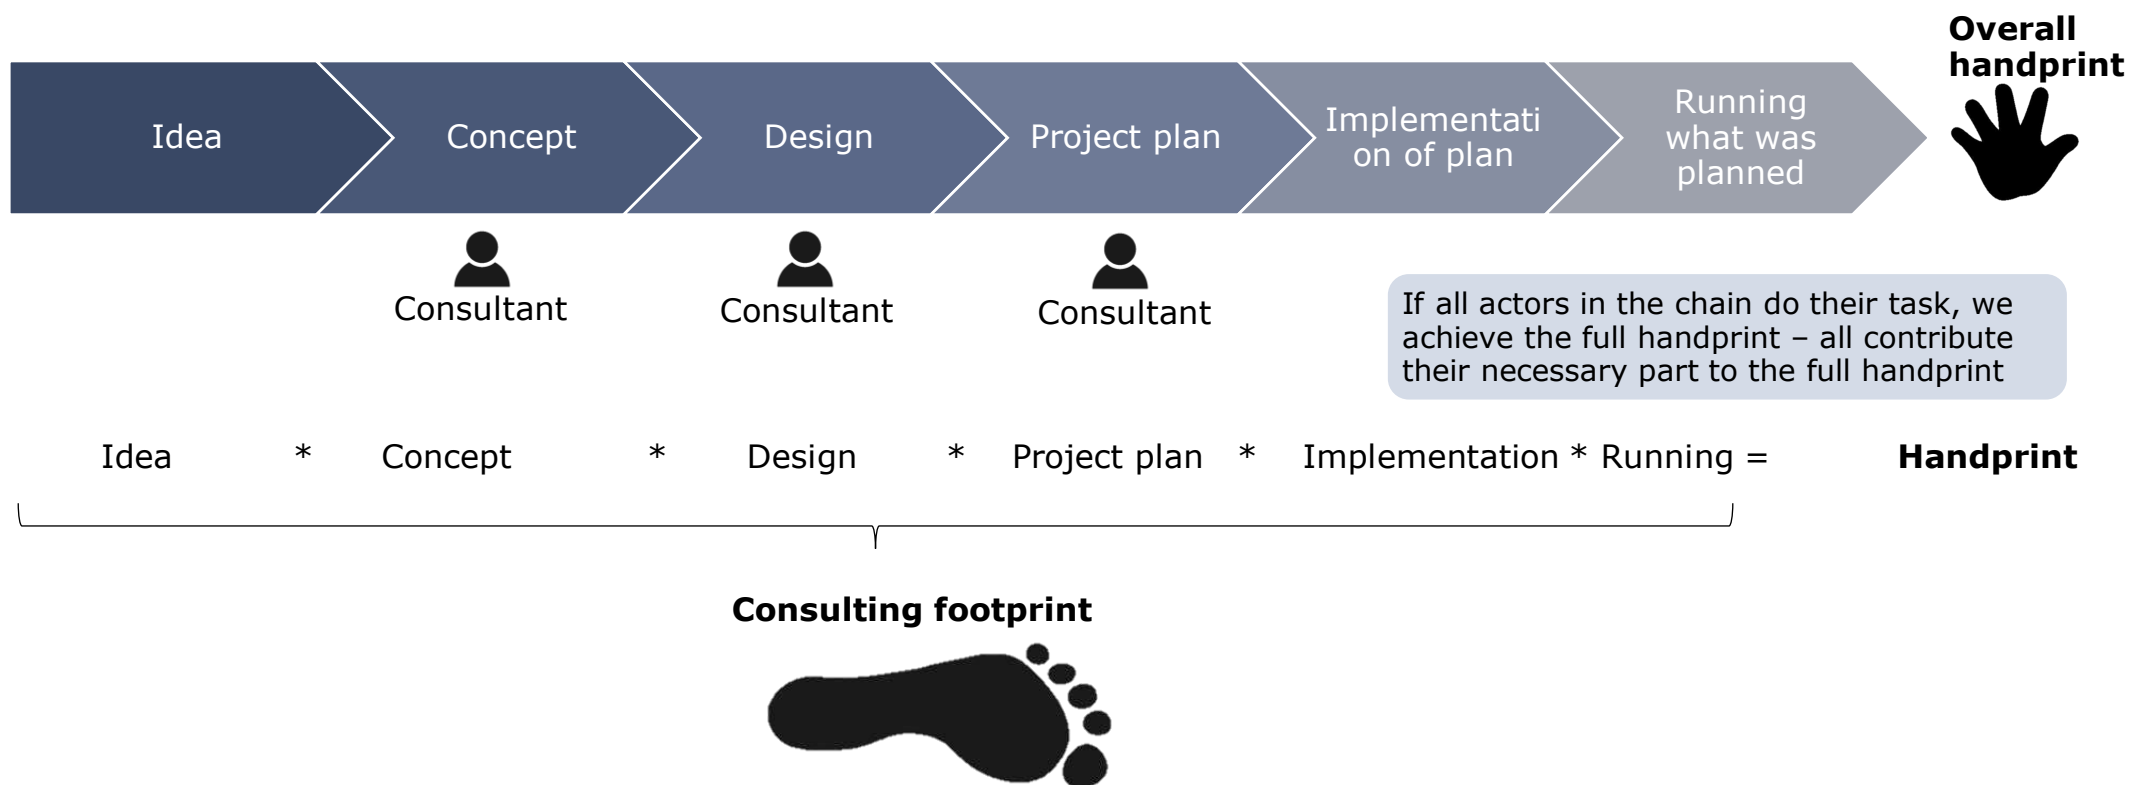 Overall
handprint
Idea
Concept
Design
Project plan
Implementati
on of plan
Running
what was
planned
Consultant
Consultant
Consultant
If all actors in the chain do their task, we
achieve the full handprint – all contribute
their necessary part to the full handprint
Idea * Concept * Design * Project plan * Implementation * Running = Handprint
Consulting footprint